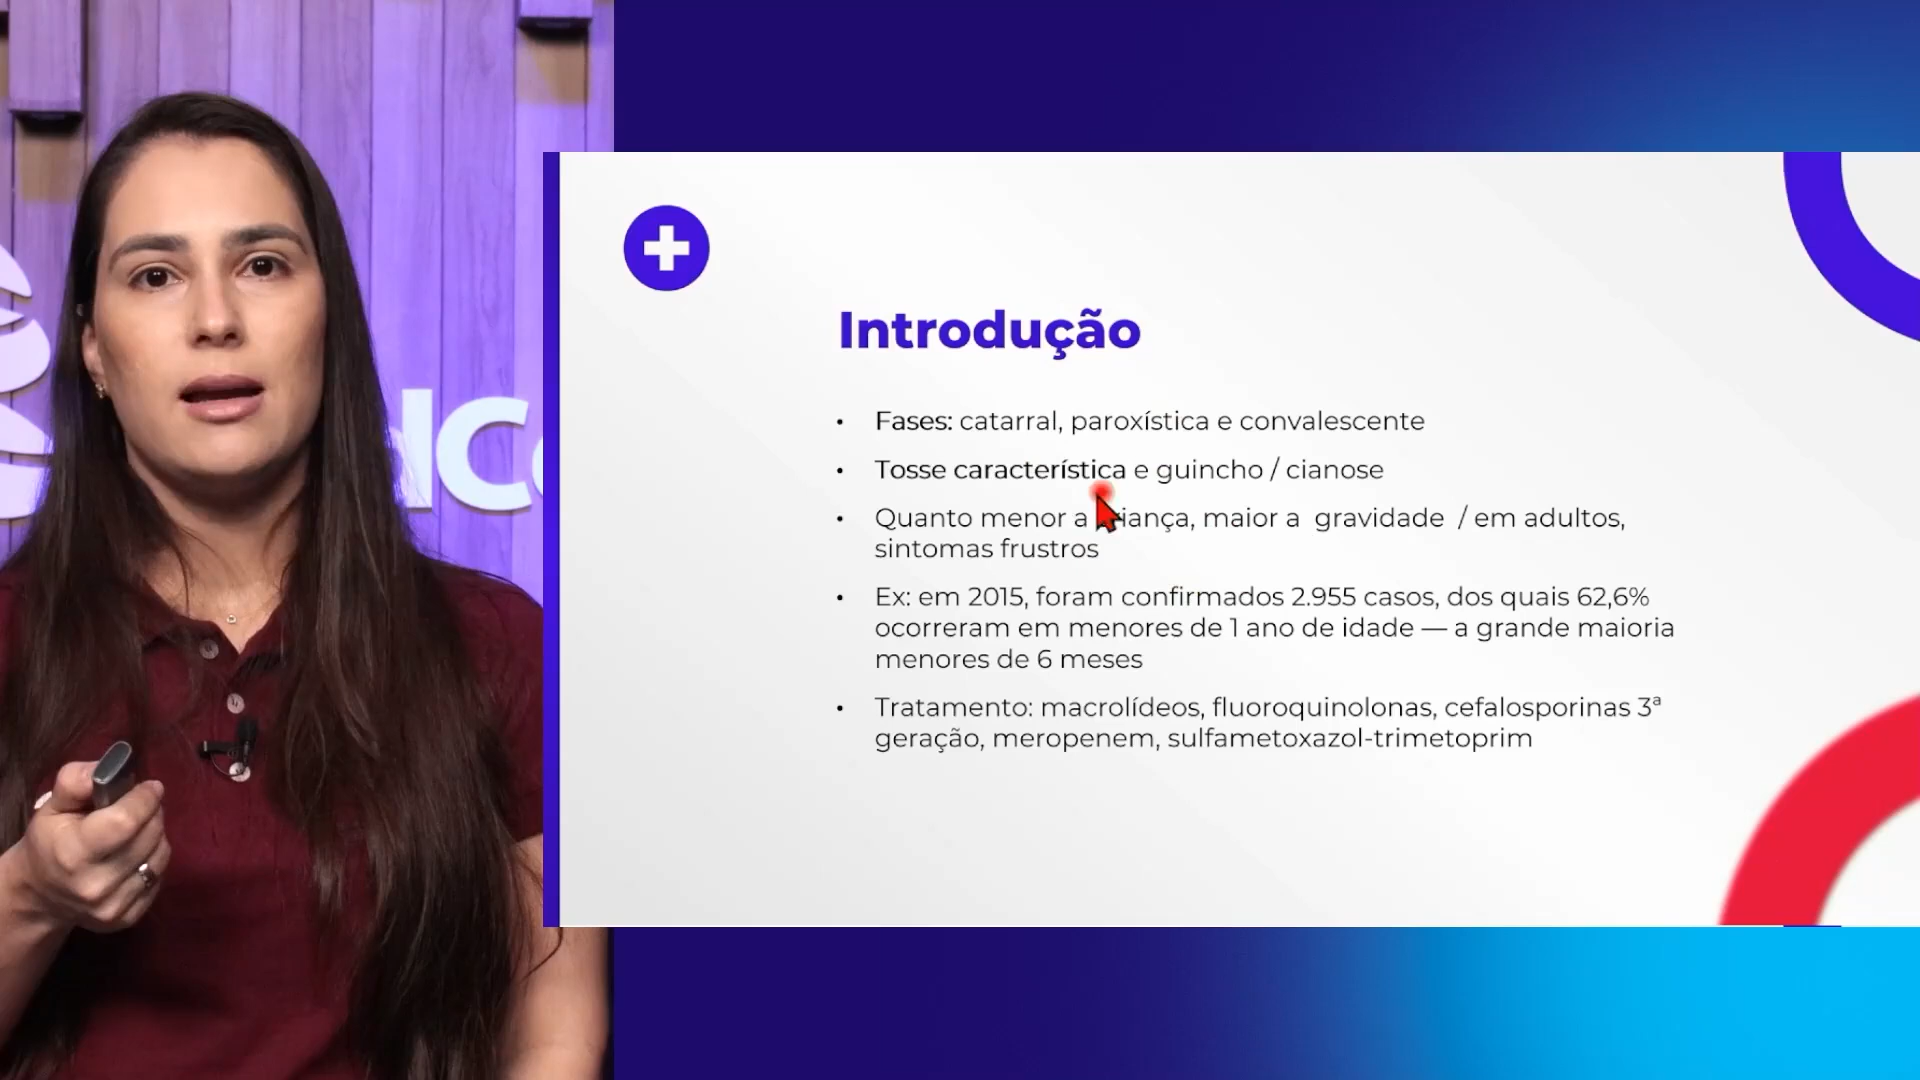 Introdução
• Fases: catarral, paroxística e convalescente
• Tosse característica e guincho / cianose
• Quanto menor a criança, maior a gravidade / em adultos,
sintomas frustros
• Ex: em 2015, foram confirmados 2.955 casos, dos quais 62,6%
ocorreram em menores de 1 ano de idade — a grande maioria
menores de 6 meses
• Tratamento: macrolídeos, fluoroquinolonas, cefalosporinas 3ª
geração, meropenem, sulfametoxazol-trimetoprim